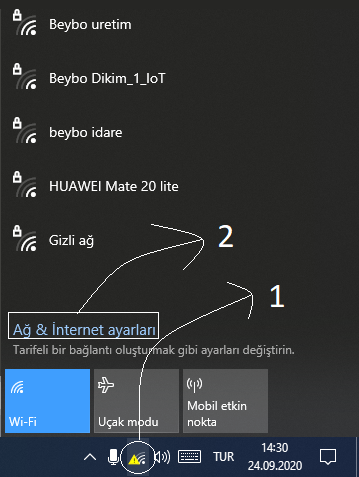 Beybo uretim
Beybo Dikim_1_IoT
beybo idare
HUAWEI Mate 20 lite
Gizli ağ
2
1
Ağ & İnternet ayarları
Tarifeli bir bağlantı oluşturmak gibi ayarları değiştirin.
Wi-Fi
Uçak modu
Mobil etkin
nokta
TUR
14:30
24.09.2020